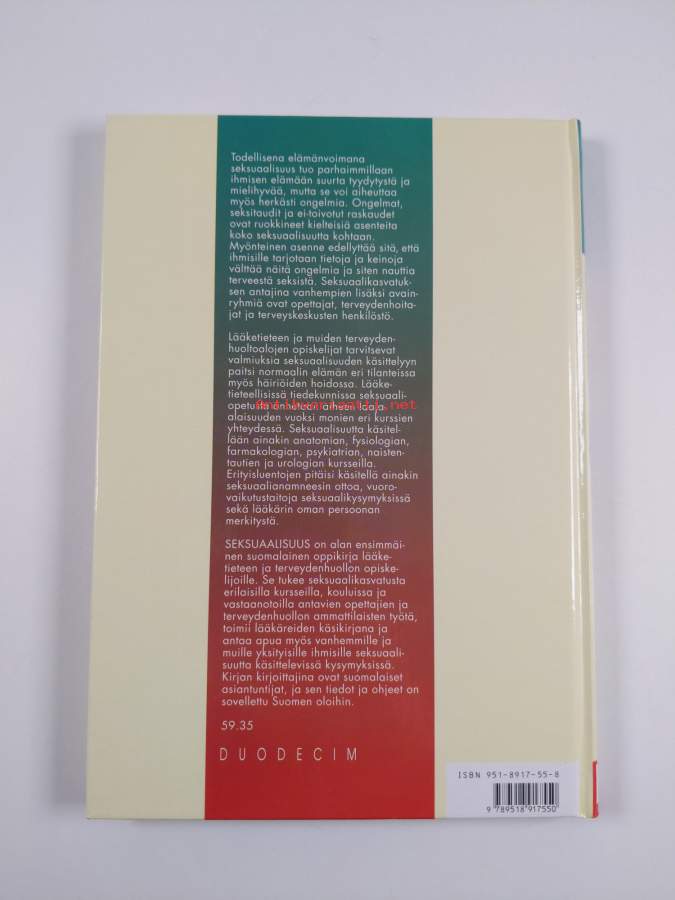 Todellisena elämänvoimana
seksuaalisuus tuo parhaimmillaan
ihmisen elämään suurta tyydytystä ja
mielihyvää, mutta se voi aiheuttaa
myös herkästi ongelmia. Ongelmat,
seksitaudit ja ei-toivotut raskaudet
ovat ruokkineet kielteisiä asenteita
koko seksuaalisuutta kohtaan.
Myönteinen asenne edellyttää sitä, että
ihmisille tarjotaan tietoja ja keinoja
välttää näitä ongelmia ja siten nauttia
terveestä seksistä. Seksuaalikasvatuk-
sen antajina vanhempien lisäksi avain-
ryhmiä ovat opettajat, terveydenhoita-
jat ja terveyskeskusten henkilöstö.
Lääketieteen ja muiden terveyden-
huoltoalojen opiskelijat tarvitsevat
valmiuksia seksuaalisuuden käsittelyyn
paitsi normaalin elämän eri tilanteissa
myös häiriöiden hoidossa. Lääke-
tieteellisissä tiedekunnissa seksuaali-
Antikvariaatti.net
opetusta annetaan aiheen laaja-
alaisuuden vuoksi monien eri kurssien
yhteydessä. Seksuaalisuutta käsitel-
lään ainakin anatomian, fysiologian,
farmakologian, psykiatrian, naisten-
tautien ja urologian kursseilla.
Erityisluentojen pitäisi käsitellä ainakin
seksuaalianamneesin ottoa, vuoro-
vaikutustaitoja seksuaalikysymyksissä
sekä lääkärin oman persoonan
merkitystä.
SEKSUAALISUUS on alan ensimmäi-
nen suomalainen oppikirja lääke-
tieteen ja terveydenhuollon opiske-
lijoille. Se tukee seksuaalikasvatusta
erilaisilla kursseilla, kouluissa ja
vastaanotoilla antavien opettajien ja
terveydenhuollon ammattilaisten työtä,
toimii lääkäreiden käsikirjana ja
antaa apua myös vanhemmille ja
muille yksityisille ihmisille seksuaali-
suutta käsittelevissä kysymyksissä.
Kirjan kirjoittajina ovat suomalaiset
asiantuntijat, ja sen tiedot ja ohjeet on
sovellettu Suomen oloihin.
59.35
DUODECIM
ISBN 951-8917-55-8
9 789518 917550